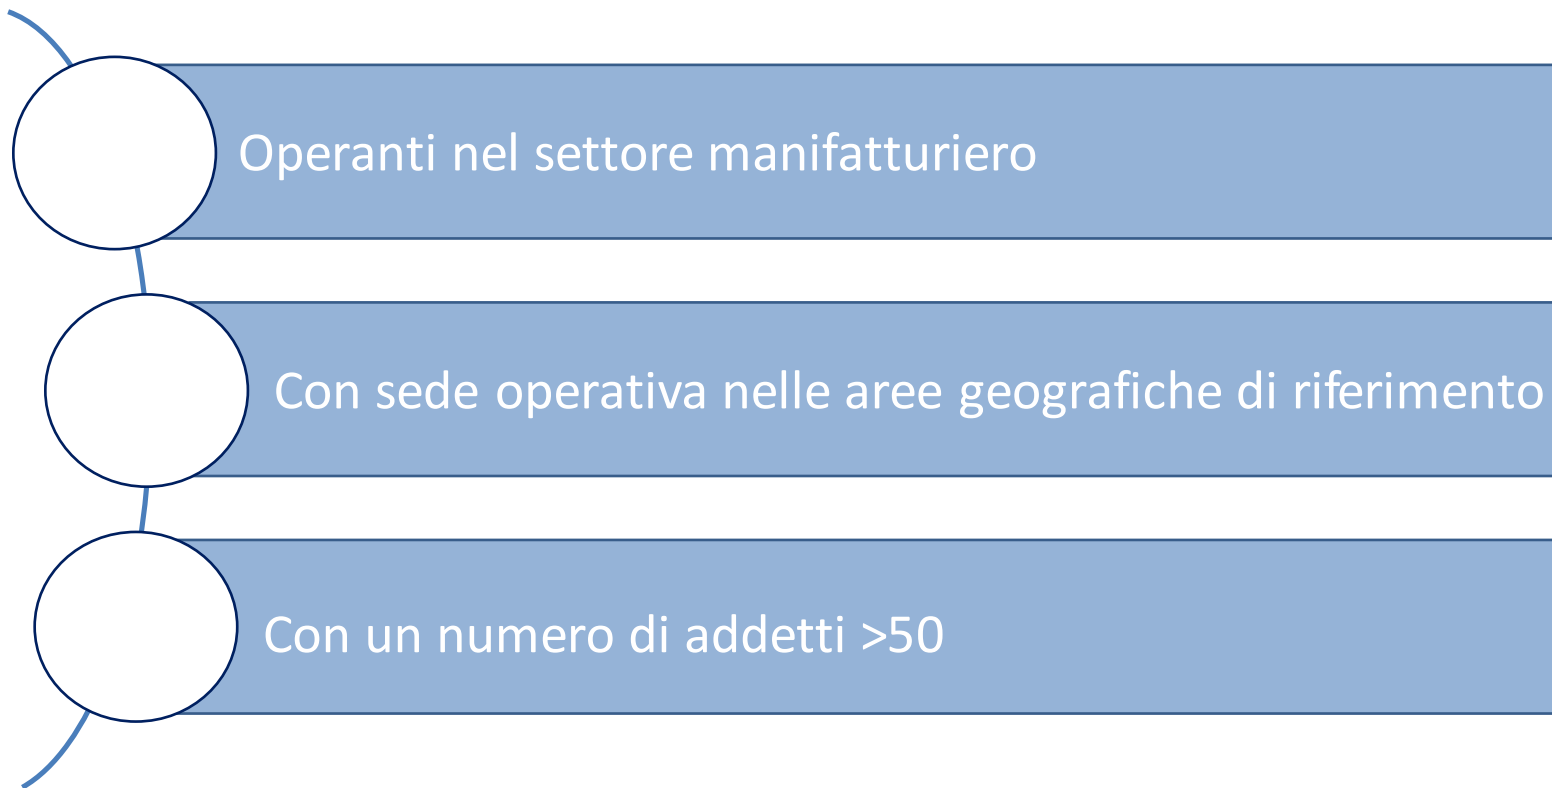 Operanti nel settore manifatturiero
Con sede operativa nelle aree geografiche di riferimento
Con un numero di addetti >50